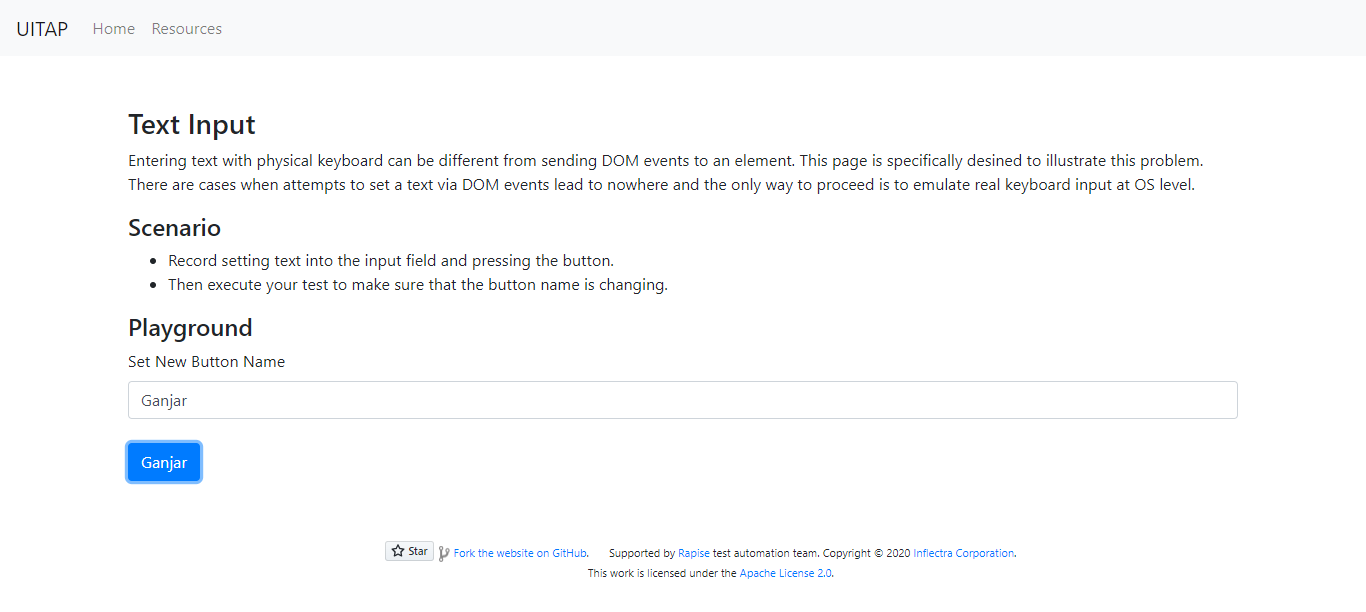 UITAP Home Resources
Text Input
Entering text with physical keyboard can be different from sending DOM events to an element. This page is specifically desined to illustrate this problem.
There are cases when attempts to set a text via DOM events lead to nowhere and the only way to proceed is to emulate real keyboard input at OS level.
Scenario
• Record setting text into the input field and pressing the button.
• Then execute your test to make sure that the button name is changing.
Playground
Set New Button Name
Ganjar
Ganjar
Star Fork the website on GitHub. Supported by Rapise test automation team. Copyright © 2020 Inflectra Corporation.
This work is licensed under the Apache License 2.0.